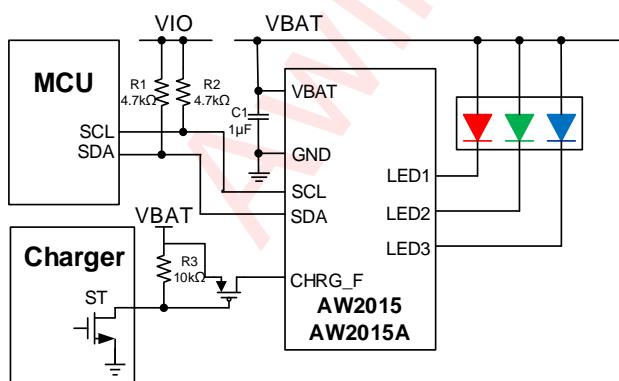 VIO
VBAT
MCU
R1
4.7kΩ
R2
4.7kΩ
SCL
SDA
C1
1µF
VBAT
GND
SCL
SDA
LED1
LED2
LED3
VBAT
Charger
R3
10kΩ
ST
CHRG_F
AW2015
AW2015A